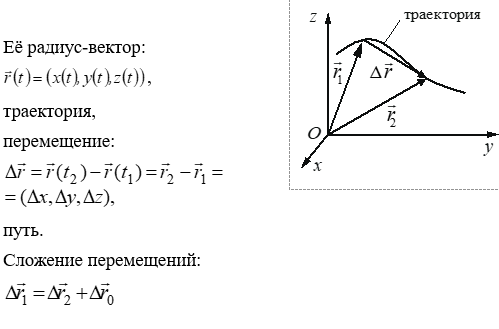 Её радиус-вектор:
r⃗(t) = (x(t), y(t), z(t)),
траектория,
перемещение:
Δr⃗ = r⃗(t₂) − r⃗(t₁) = r⃗₂ − r⃗₁ =
= (Δx, Δy, Δz),
путь.
Сложение перемещений:
Δr⃗₁ = Δr⃗₂ + Δr⃗₀
z
траектория
r⃗₁
Δr⃗
r⃗₂
O
x
y